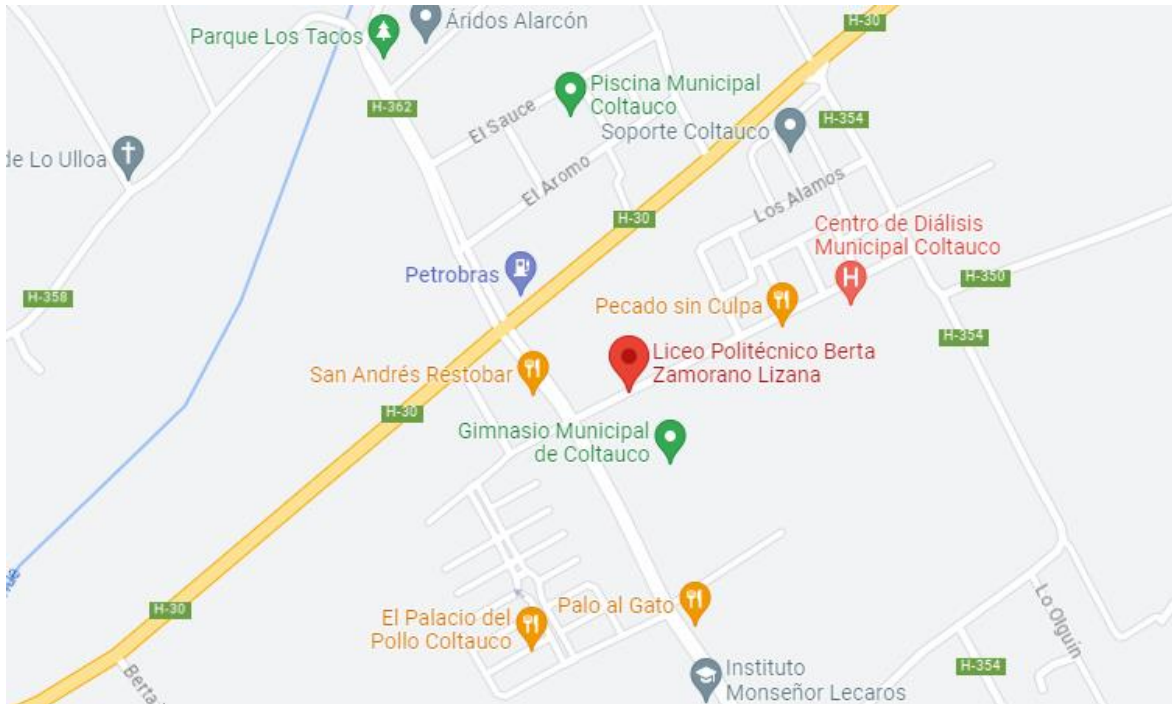 H-30
Áridos Alarcón
Parque Los Tacos
Piscina Municipal
Coltauco
H-362
El Sauce
Soporte Coltauco
H-354
de Lo Ulloa
El Aromo
Los Alamos
H-30
Centro de Diálisis
Municipal Coltauco
Petrobras
H-350
H-358
Pecado sin Culpa
H-354
Liceo Politécnico Berta
Zamorano Lizana
San Andrés Restobar
H-30
Gimnasio Municipal
de Coltauco
H-30
Palo al Gato
El Palacio del
Pollo Coltauco
Lo Olguín
H-354
Berta
Instituto
Monseñor Lecaros